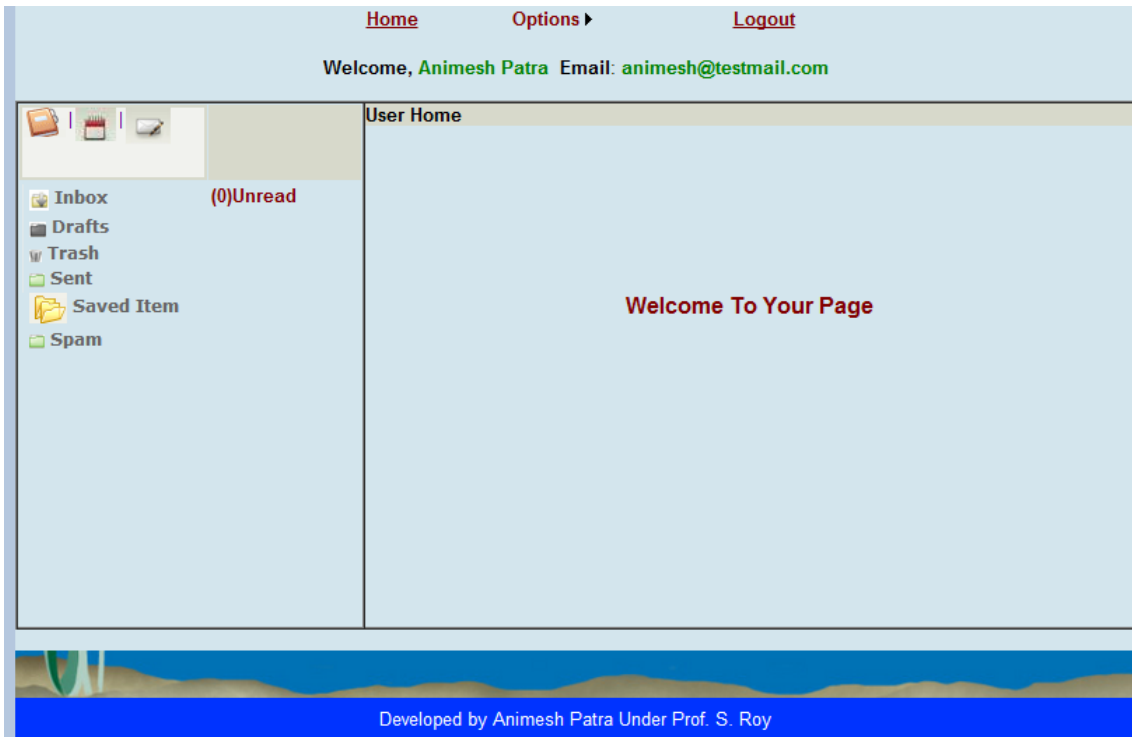 Home Options Logout
Welcome, Animesh Patra Email: animesh@testmail.com
User Home
Inbox (0)Unread
Drafts
Trash
Sent
Saved Item
Spam
Welcome To Your Page
Developed by Animesh Patra Under Prof. S. Roy